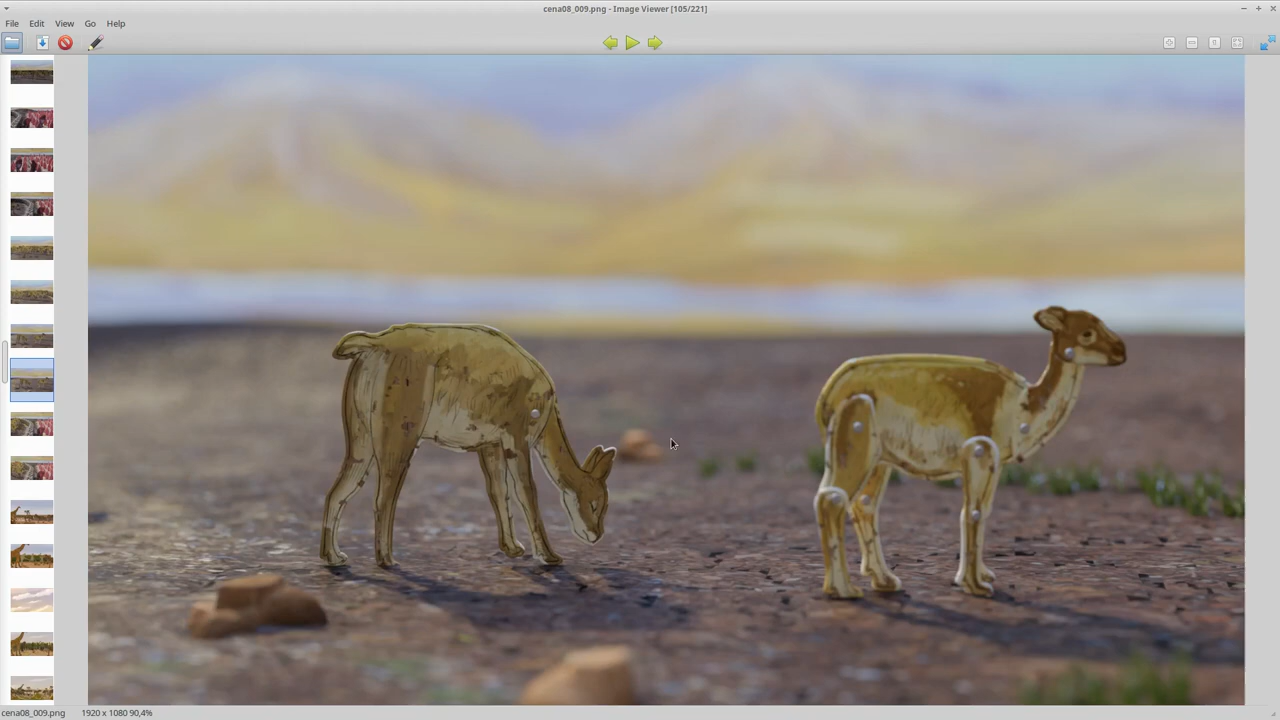 cena08_009.png - Image Viewer [105/221]
File Edit View Go Help
cena08_009.png 1920 x 1080 90,4%